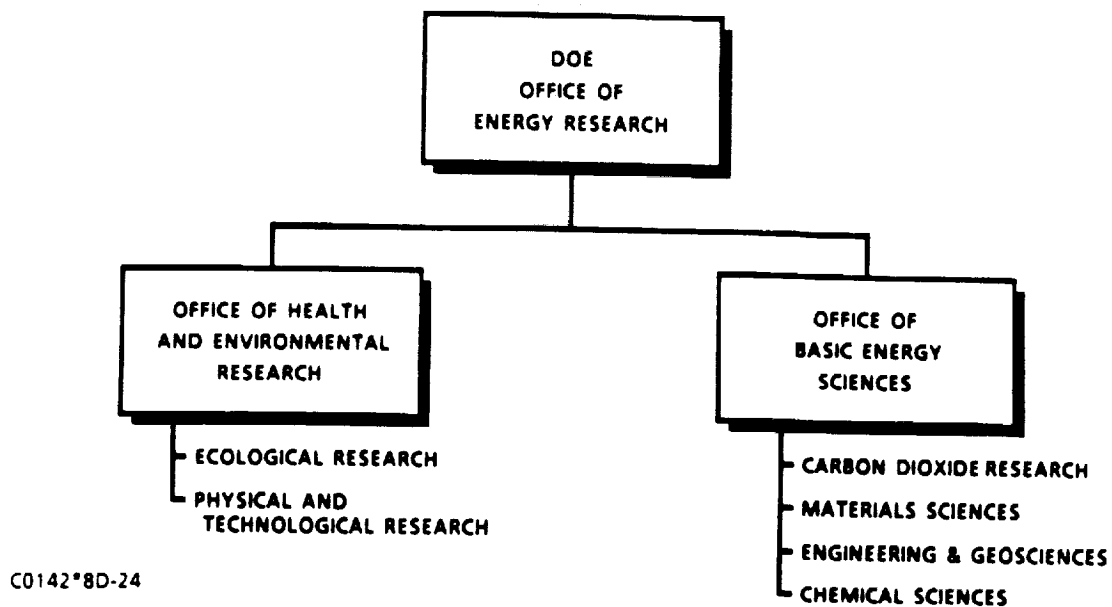 DOE
OFFICE OF
ENERGY RESEARCH
OFFICE OF HEALTH
AND ENVIRONMENTAL
RESEARCH
ECOLOGICAL RESEARCH
PHYSICAL AND
TECHNOLOGICAL RESEARCH
OFFICE OF
BASIC ENERGY
SCIENCES
CARBON DIOXIDE RESEARCH
MATERIALS SCIENCES
ENGINEERING & GEOSCIENCES
CHEMICAL SCIENCES
C0142*8D-24